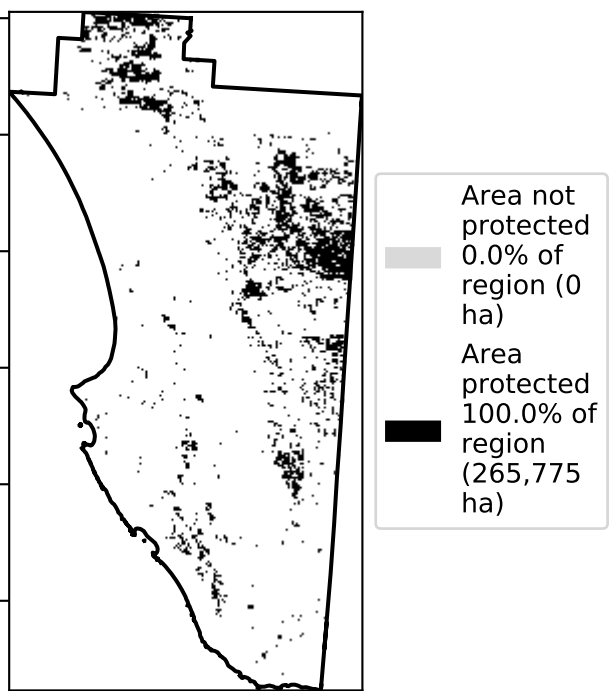 Area not
protected
0.0% of
region (0
ha)
Area
protected
100.0% of
region
(265,775
ha)